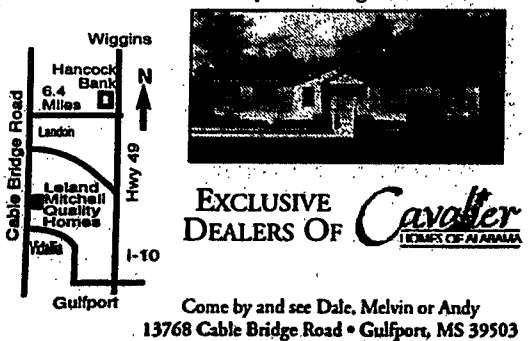 Wiggins
Hancock
Bank
N
6.4
Miles
Landon
Cable Bridge Road
Hwy 49
Leland
Mitchell
Quality
Homes
Vidalia
I-10
Gulfport
EXCLUSIVE
DEALERS OF
Cavalier
HOMES OF ALABAMA
Come by and see Dale, Melvin or Andy
13768 Cable Bridge Road • Gulfport, MS 39503